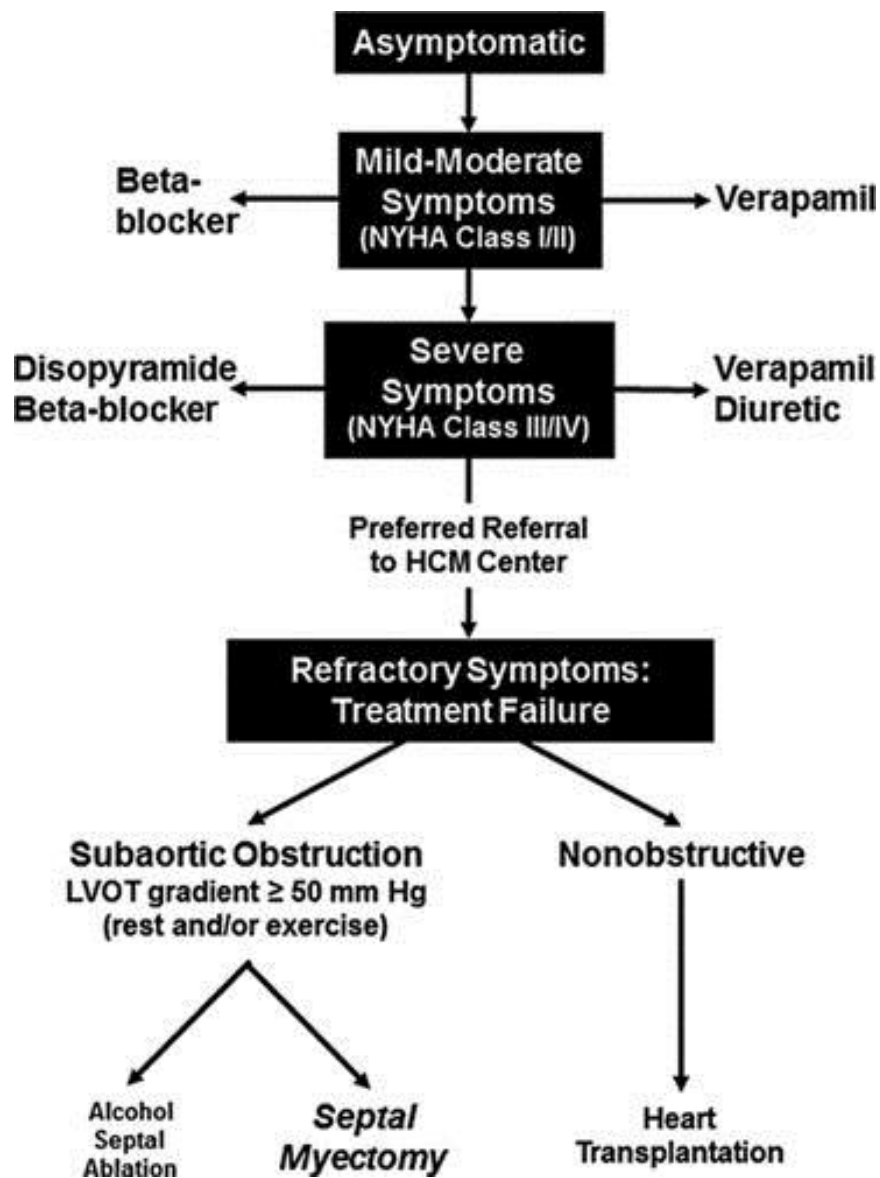 Asymptomatic
Mild-Moderate
Symptoms
(NYHA Class I/II)
Beta-
blocker
Verapamil
Severe
Symptoms
(NYHA Class III/IV)
Disopyramide
Beta-blocker
Verapamil
Diuretic
Preferred Referral
to HCM Center
Refractory Symptoms:
Treatment Failure
Subaortic Obstruction
LVOT gradient ≥ 50 mm Hg
(rest and/or exercise)
Nonobstructive
Alcohol
Septal
Ablation
Septal
Myectomy
Heart
Transplantation